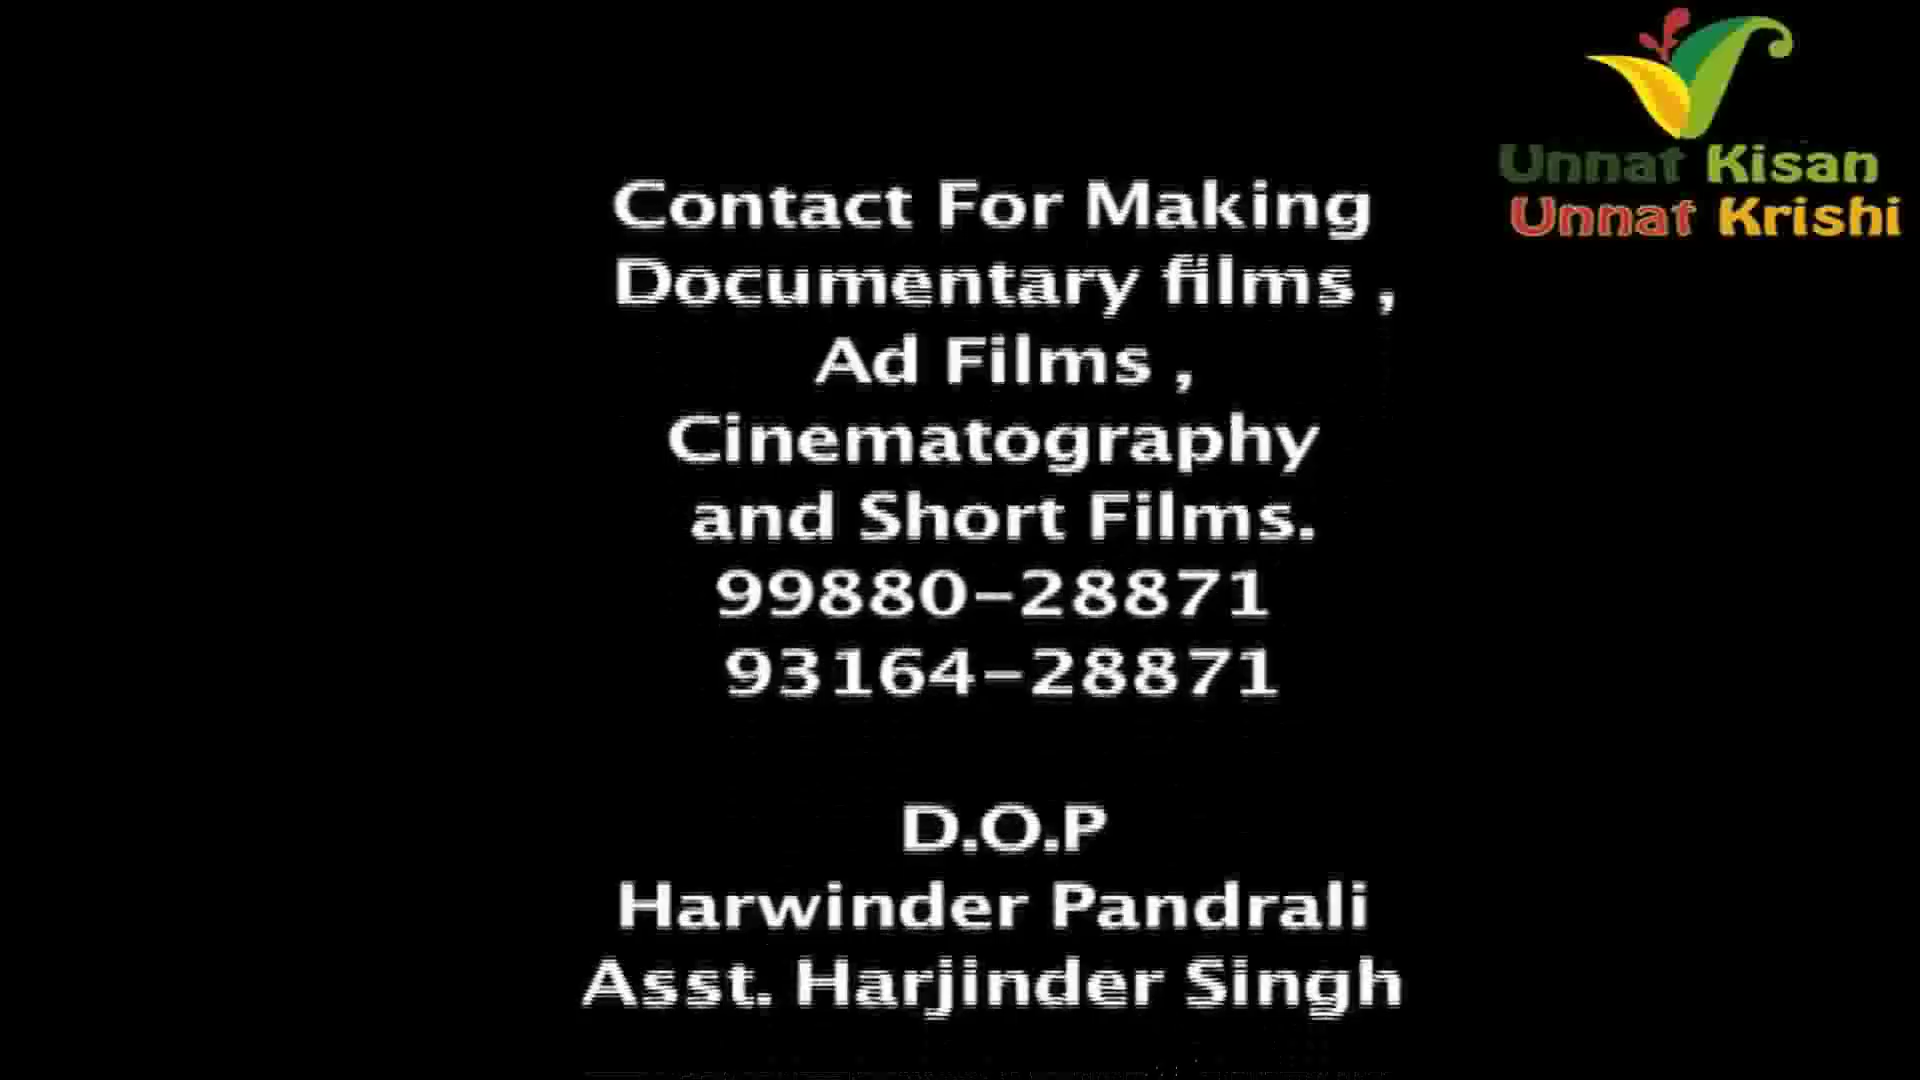 Unnat Kisan
Unnat Krishi
Contact For Making
Documentary films ,
Ad Films ,
Cinematography
and Short Films.
99880-28871
93164-28871
D.O.P
Harwinder Pandrali
Asst. Harjinder Singh